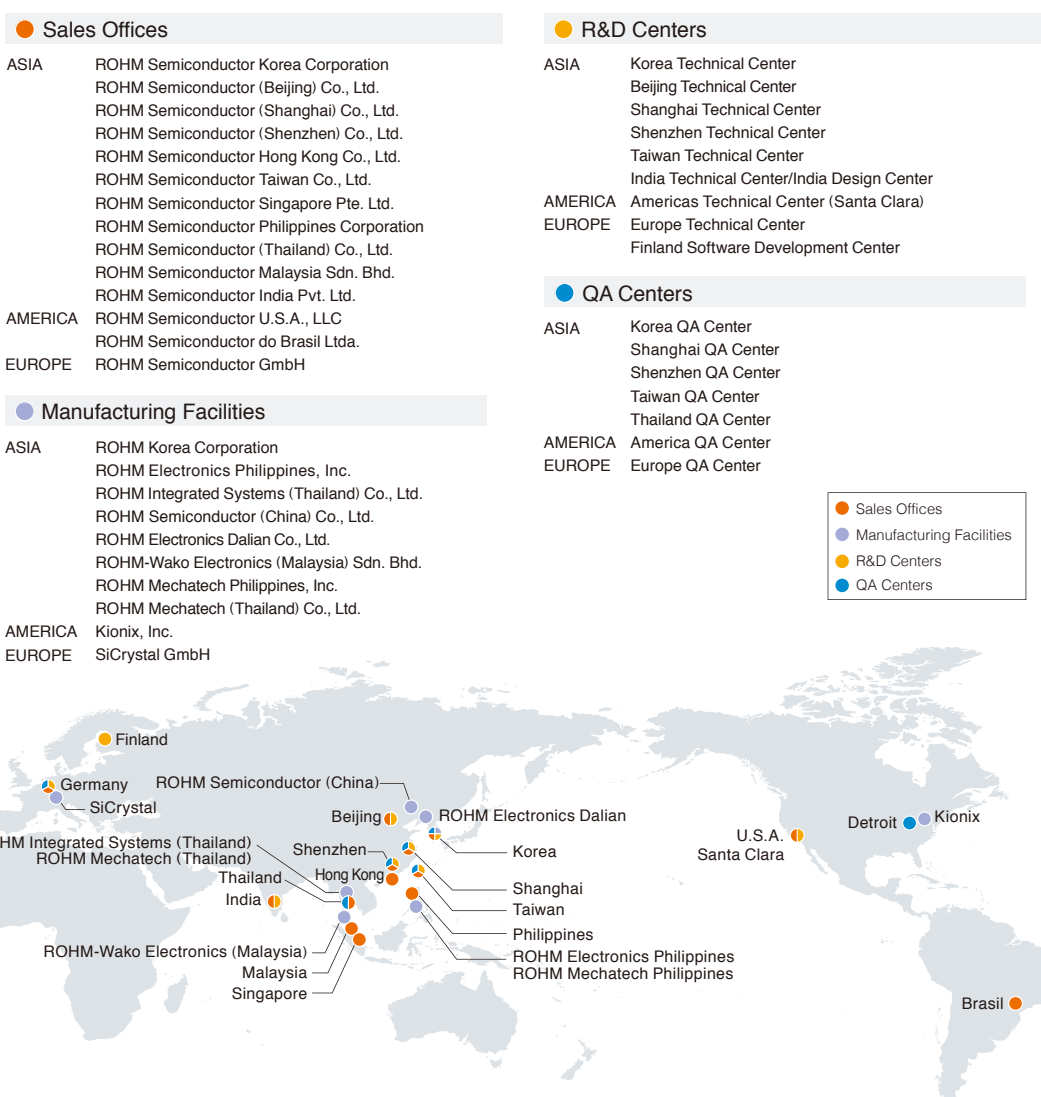 Sales Offices
ASIA ROHM Semiconductor Korea Corporation
ROHM Semiconductor (Beijing) Co., Ltd.
ROHM Semiconductor (Shanghai) Co., Ltd.
ROHM Semiconductor (Shenzhen) Co., Ltd.
ROHM Semiconductor Hong Kong Co., Ltd.
ROHM Semiconductor Taiwan Co., Ltd.
ROHM Semiconductor Singapore Pte. Ltd.
ROHM Semiconductor Philippines Corporation
ROHM Semiconductor (Thailand) Co., Ltd.
ROHM Semiconductor Malaysia Sdn. Bhd.
ROHM Semiconductor India Pvt. Ltd.
AMERICA ROHM Semiconductor U.S.A., LLC
ROHM Semiconductor do Brasil Ltda.
EUROPE ROHM Semiconductor GmbH
Manufacturing Facilities
ASIA ROHM Korea Corporation
ROHM Electronics Philippines, Inc.
ROHM Integrated Systems (Thailand) Co., Ltd.
ROHM Semiconductor (China) Co., Ltd.
ROHM Electronics Dalian Co., Ltd.
ROHM-Wako Electronics (Malaysia) Sdn. Bhd.
ROHM Mechatech Philippines, Inc.
ROHM Mechatech (Thailand) Co., Ltd.
AMERICA Kionix, Inc.
EUROPE SiCrystal GmbH
R&D Centers
ASIA Korea Technical Center
Beijing Technical Center
Shanghai Technical Center
Shenzhen Technical Center
Taiwan Technical Center
India Technical Center/India Design Center
AMERICA Americas Technical Center (Santa Clara)
EUROPE Europe Technical Center
Finland Software Development Center
QA Centers
ASIA Korea QA Center
Shanghai QA Center
Shenzhen QA Center
Taiwan QA Center
Thailand QA Center
AMERICA America QA Center
EUROPE Europe QA Center
Sales Offices
Manufacturing Facilities
R&D Centers
QA Centers
Finland
Germany
SiCrystal
ROHM Semiconductor (China)
Beijing
ROHM Electronics Dalian
HM Integrated Systems (Thailand)
ROHM Mechatech (Thailand)
Shenzhen
Korea
Thailand
Hong Kong
Shanghai
India
Taiwan
Philippines
ROHM-Wako Electronics (Malaysia)
ROHM Electronics Philippines
ROHM Mechatech Philippines
Malaysia
Singapore
U.S.A.
Santa Clara
Detroit
Kionix
Brasil